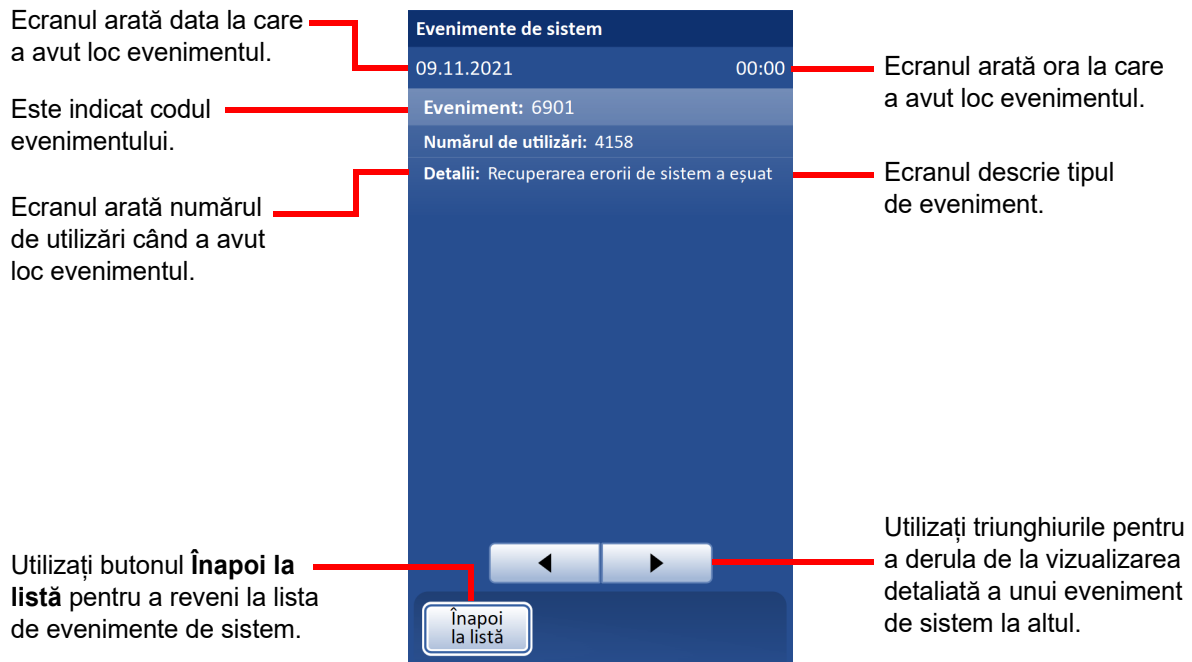 Ecranul arată data la care
a avut loc evenimentul.
Este indicat codul
evenimentului.
Ecranul arată numărul
de utilizări când a avut
loc evenimentul.
Utilizați butonul Înapoi la
listă pentru a reveni la lista
de evenimente de sistem.
Evenimente de sistem
09.11.2021 00:00
Eveniment: 6901
Numărul de utilizări: 4158
Detalii: Recuperarea erorii de sistem a eșuat
Înapoi
la listă
Ecranul arată ora la care
a avut loc evenimentul.
Ecranul descrie tipul
de eveniment.
Utilizați triunghiurile pentru
a derula de la vizualizarea
detaliată a unui eveniment
de sistem la altul.